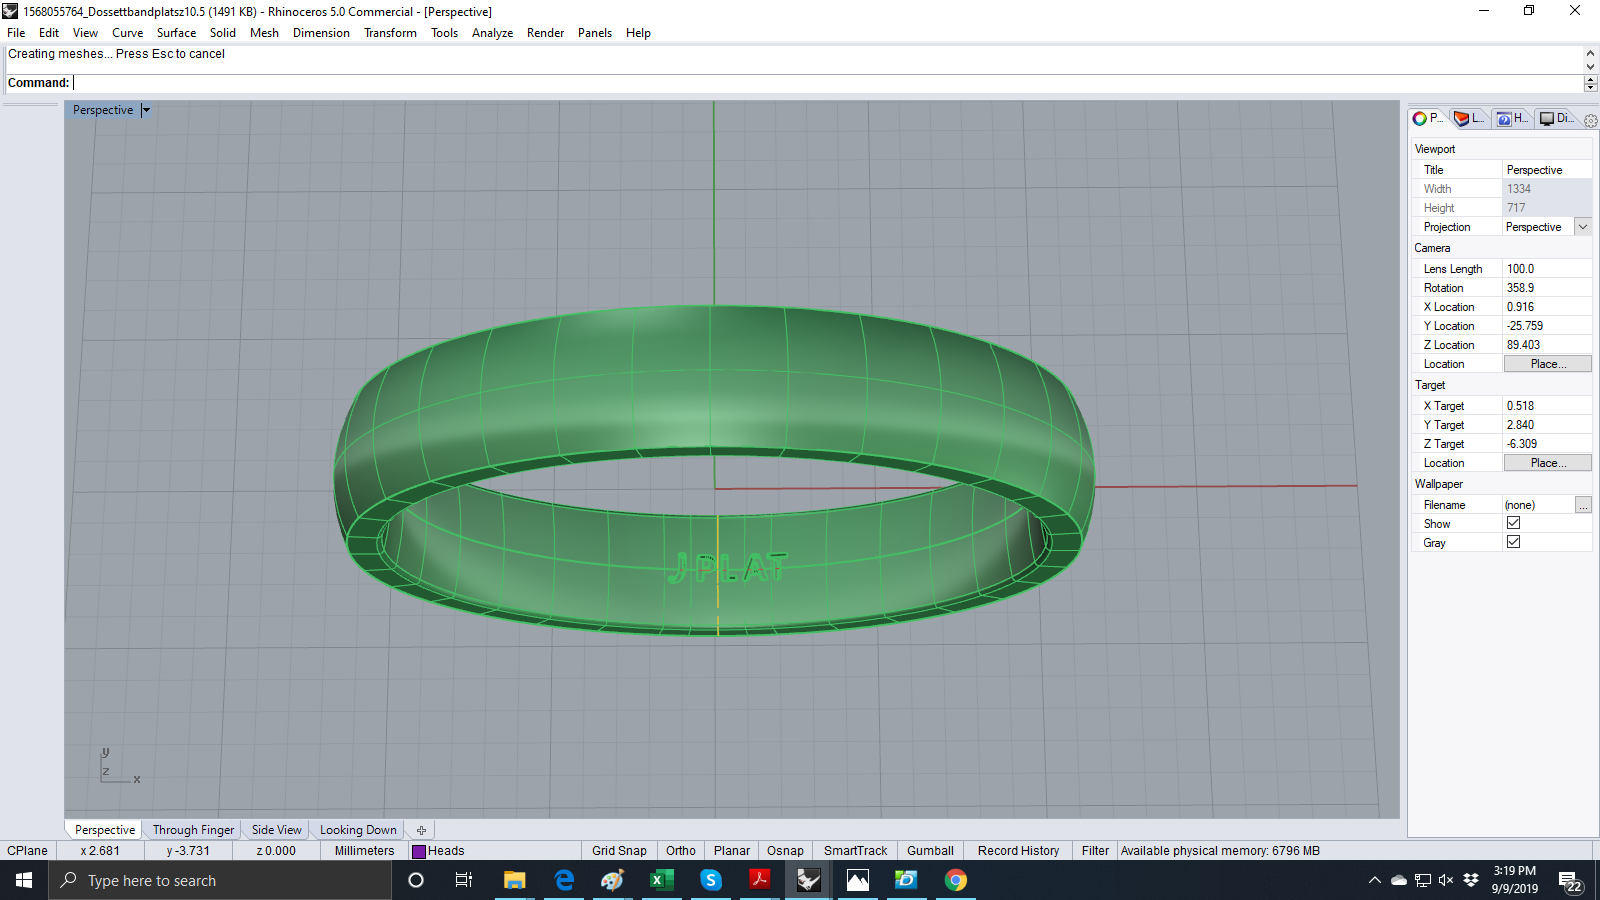 1568055764_Dossettbandplatsz10.5 (1491 KB) - Rhinoceros 5.0 Commercial - [Perspective]
File Edit View Curve Surface Solid Mesh Dimension Transform Tools Analyze Render Panels Help
Creating meshes... Press Esc to cancel
Command:
Perspective
P... L... H... Di...
Viewport
Title Perspective
Width 1334
Height 717
Projection Perspective
Camera
Lens Length 100.0
Rotation 358.9
X Location 0.916
Y Location -25.759
Z Location 89.403
Location Place...
Target
X Target 0.518
Y Target 2.840
Z Target -6.309
Location Place...
Wallpaper
Filename (none) ...
Show
Gray
J PLAT
y
z
x
Perspective Through Finger Side View Looking Down
CPlane x 2.681 y -3.731 z 0.000 Millimeters Heads Grid Snap Ortho Planar Osnap SmartTrack Gumball Record History Filter Available physical memory: 6796 MB
Type here to search
3:19 PM
9/9/2019
22